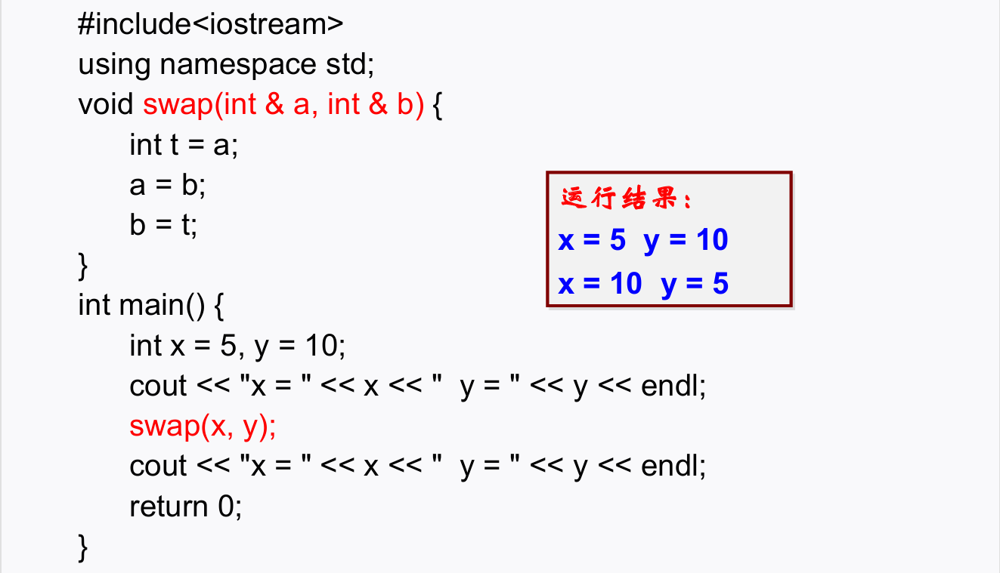 #include<iostream>
using namespace std;
void swap(int & a, int & b) {
int t = a;
a = b;
b = t;
}
int main() {
int x = 5, y = 10;
cout << "x = " << x << "  y = " << y << endl;
swap(x, y);
cout << "x = " << x << "  y = " << y << endl;
return 0;
}
运行结果：
x = 5  y = 10
x = 10  y = 5